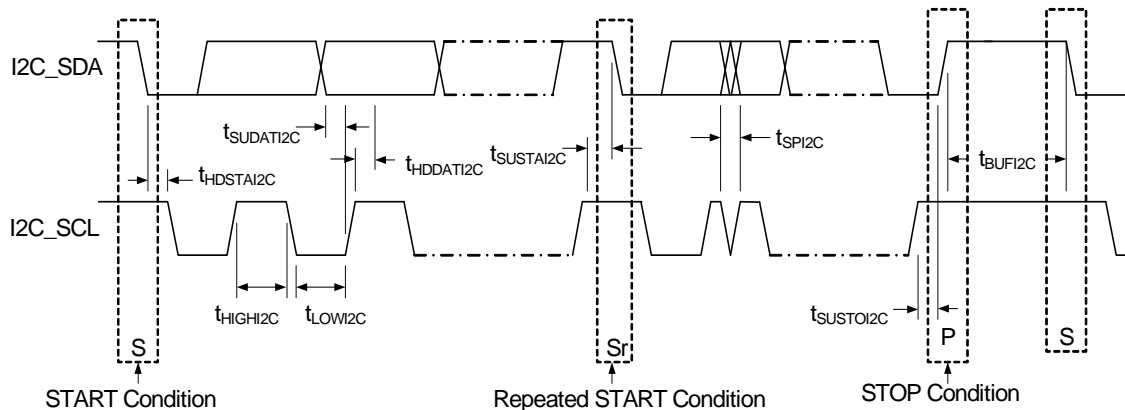 I2C_SDA
tSUDATI2C
tHDDATI2C
tSUSTAI2C
tSPI2C
tBUFI2C
tHDSTAI2C
I2C_SCL
tHIGHI2C
tLOWI2C
tSUSTOI2C
S
Sr
P
S
START Condition
Repeated START Condition
STOP Condition